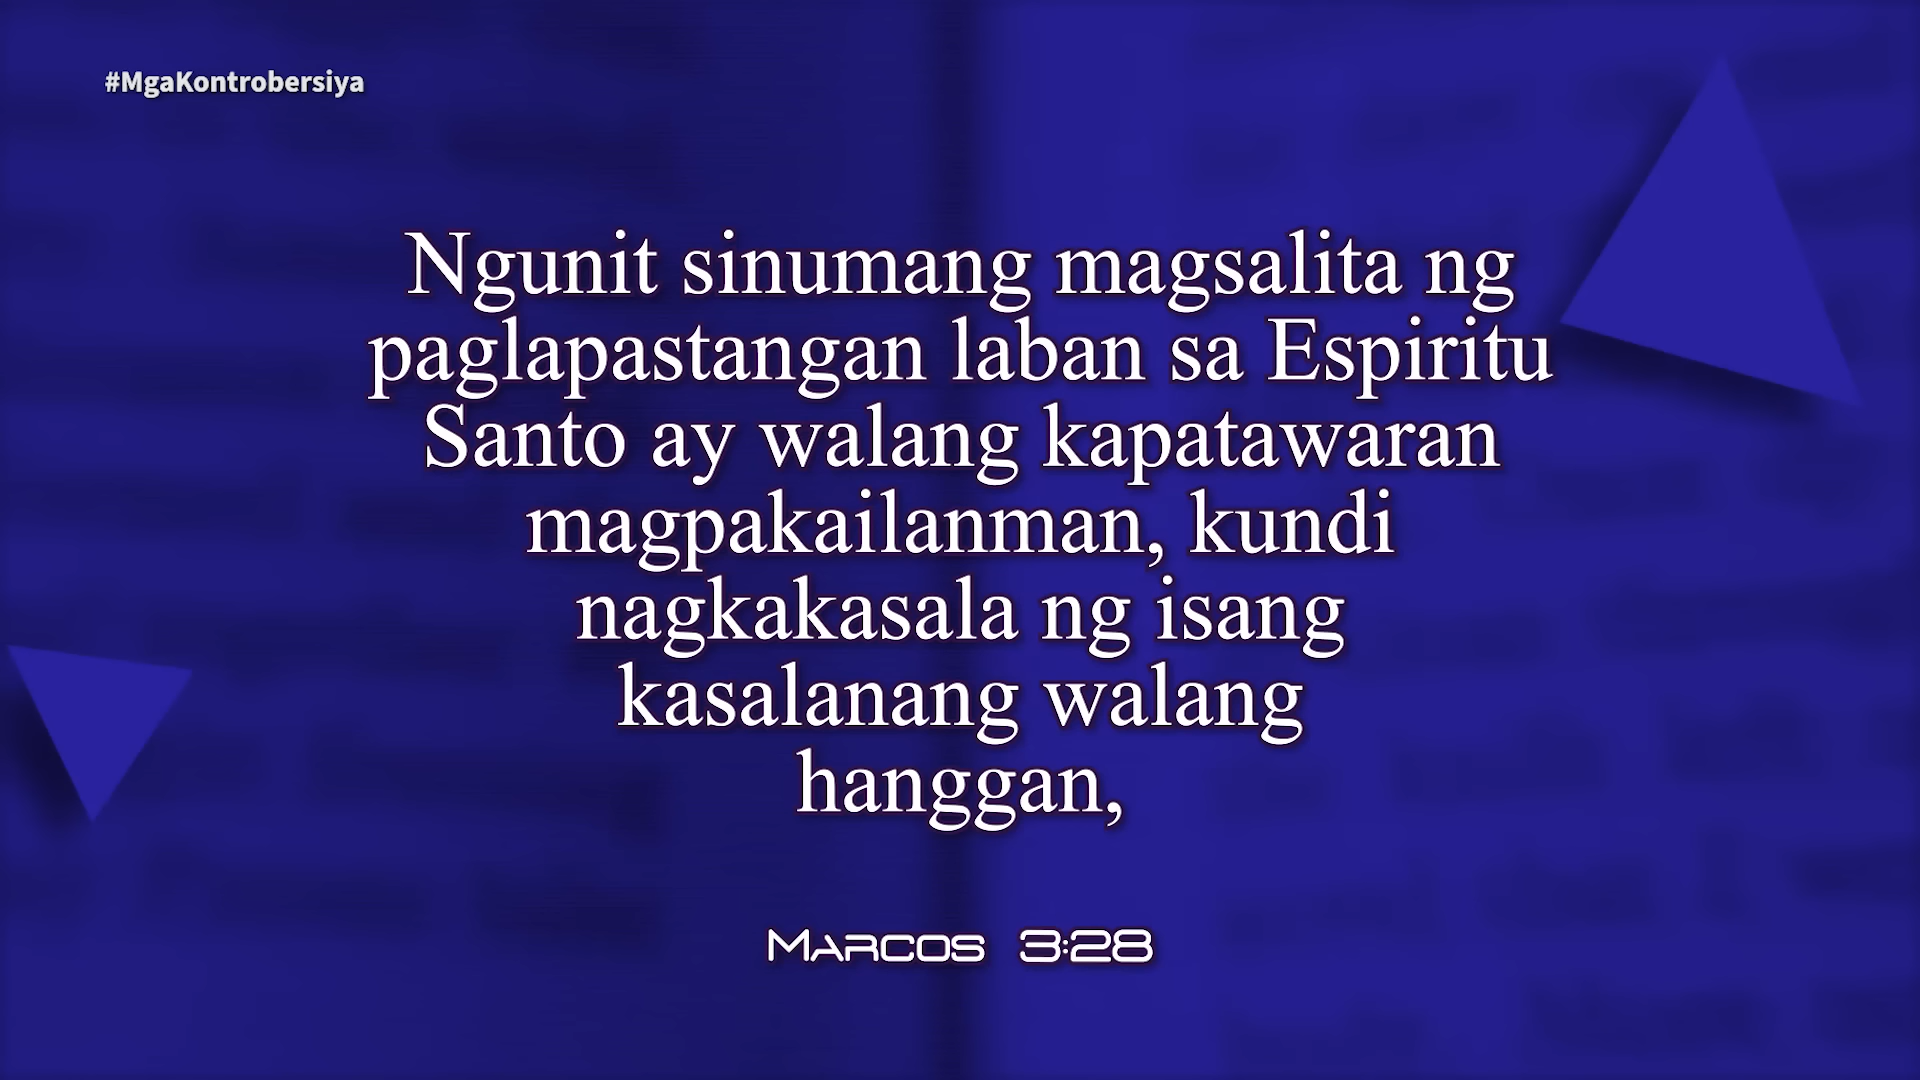 #MgaKontrobersiya
Ngunit sinumang magsalita ng
paglapastangan laban sa Espiritu
Santo ay walang kapatawaran
magpakailanman, kundi
nagkakasala ng isang
kasalanang walang
hanggan,
Marcos 3:28